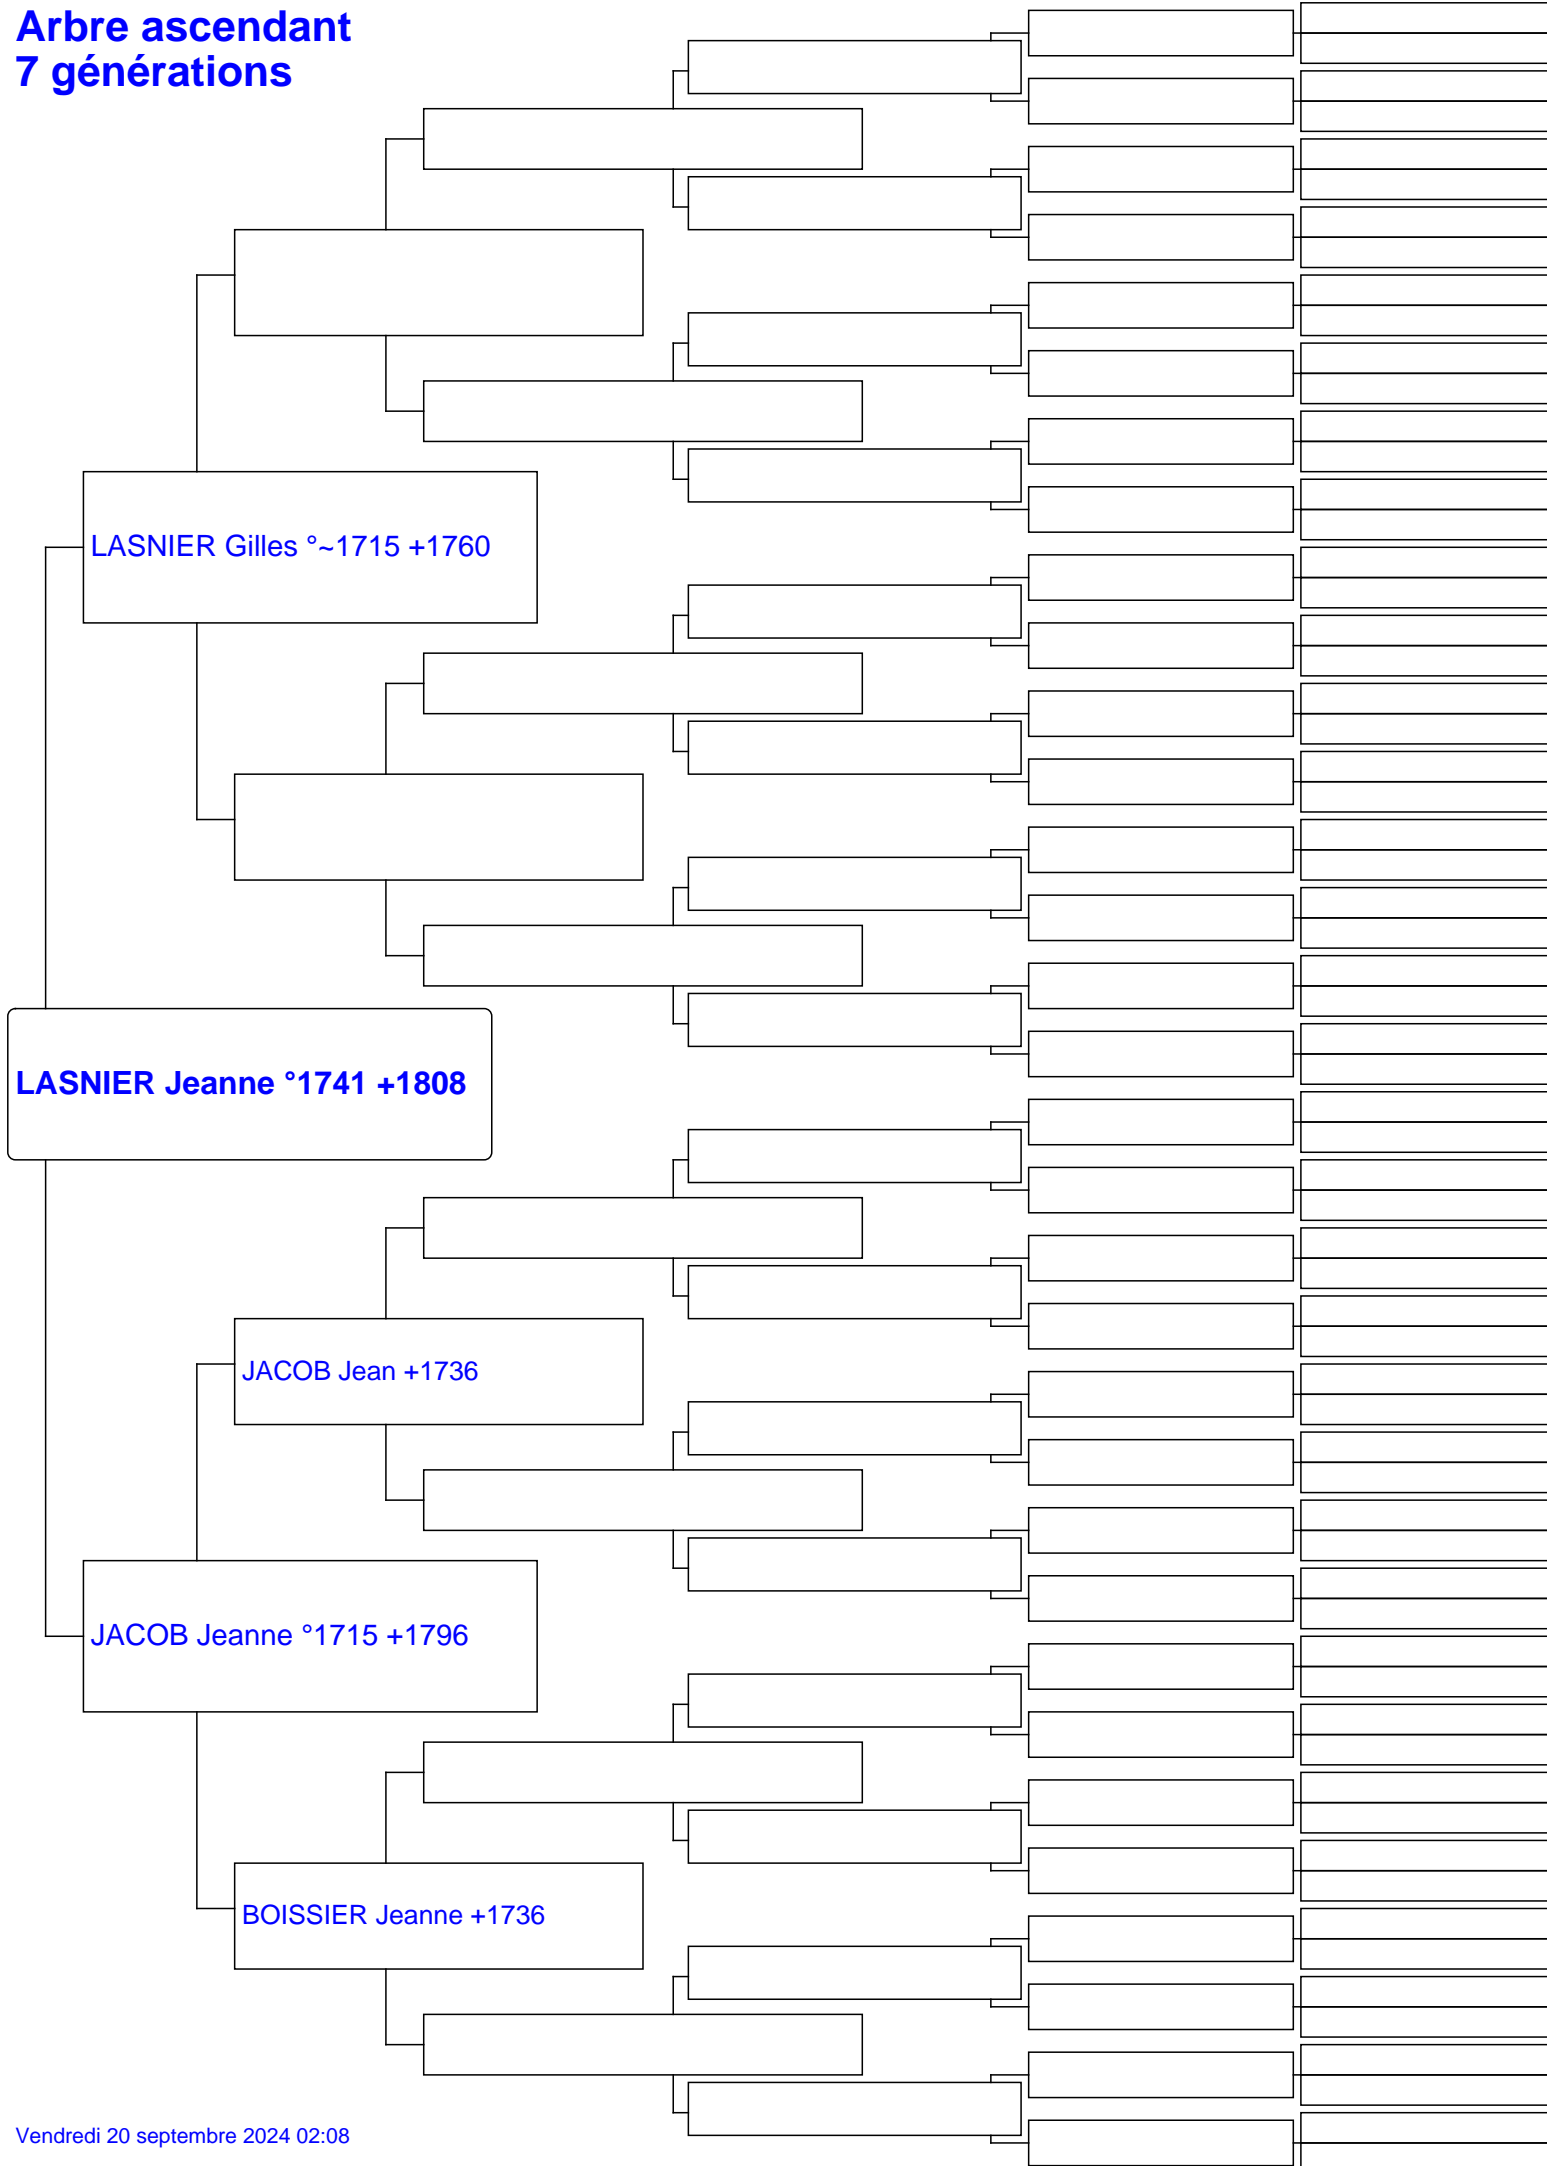 Arbre ascendant
7 générations
LASNIER Gilles °~1715 +1760
LASNIER Jeanne °1741 +1808
JACOB Jean +1736
JACOB Jeanne °1715 +1796
BOISSIER Jeanne +1736
Vendredi 20 septembre 2024 02:08